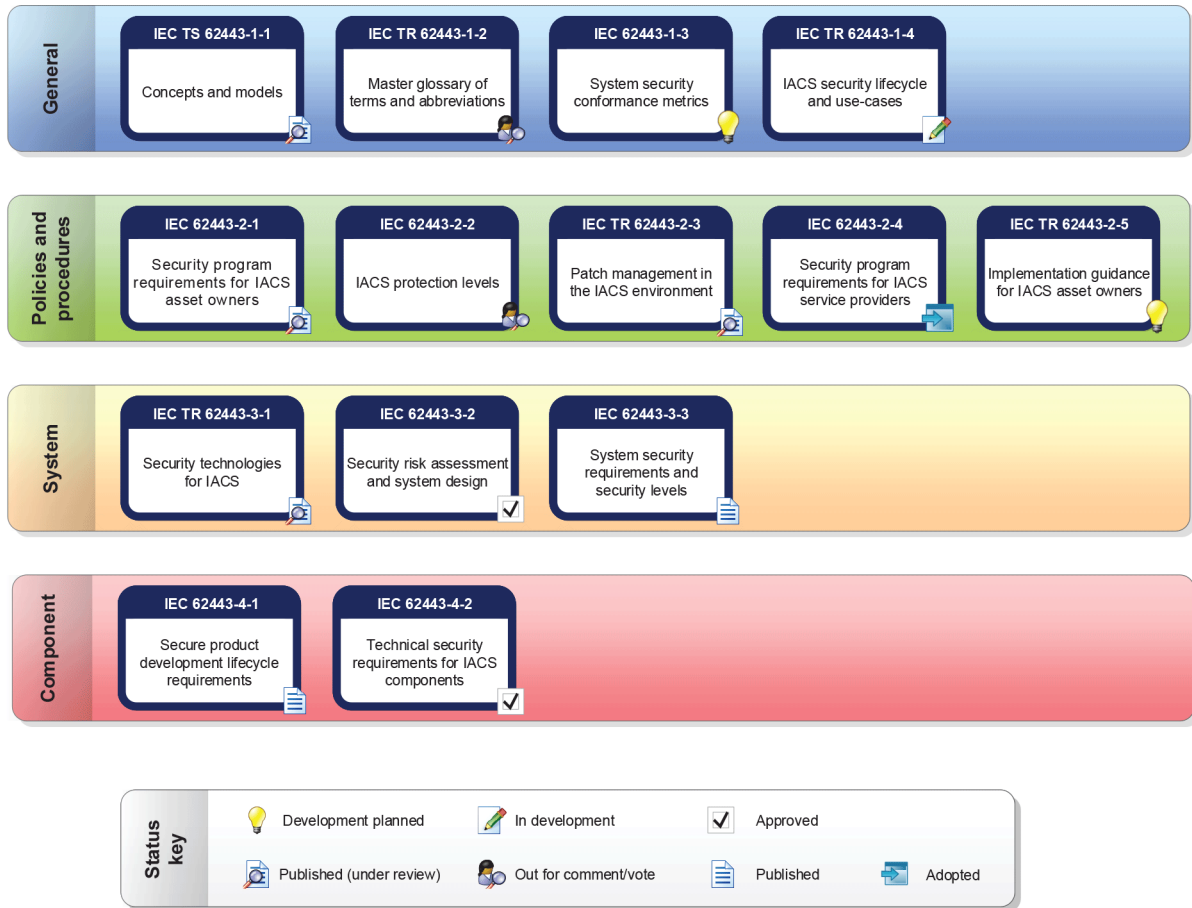 General
IEC TS 62443-1-1
Concepts and models
IEC TR 62443-1-2
Master glossary of
terms and abbreviations
IEC 62443-1-3
System security
conformance metrics
IEC TR 62443-1-4
IACS security lifecycle
and use-cases
Policies and
procedures
IEC 62443-2-1
Security program
requirements for IACS
asset owners
IEC 62443-2-2
IACS protection levels
IEC TR 62443-2-3
Patch management in
the IACS environment
IEC 62443-2-4
Security program
requirements for IACS
service providers
IEC TR 62443-2-5
Implementation guidance
for IACS asset owners
System
IEC TR 62443-3-1
Security technologies
for IACS
IEC 62443-3-2
Security risk assessment
and system design
IEC 62443-3-3
System security
requirements and
security levels
Component
IEC 62443-4-1
Secure product
development lifecycle
requirements
IEC 62443-4-2
Technical security
requirements for IACS
components
Status
key
Development planned
In development
Approved
Published (under review)
Out for comment/vote
Published
Adopted